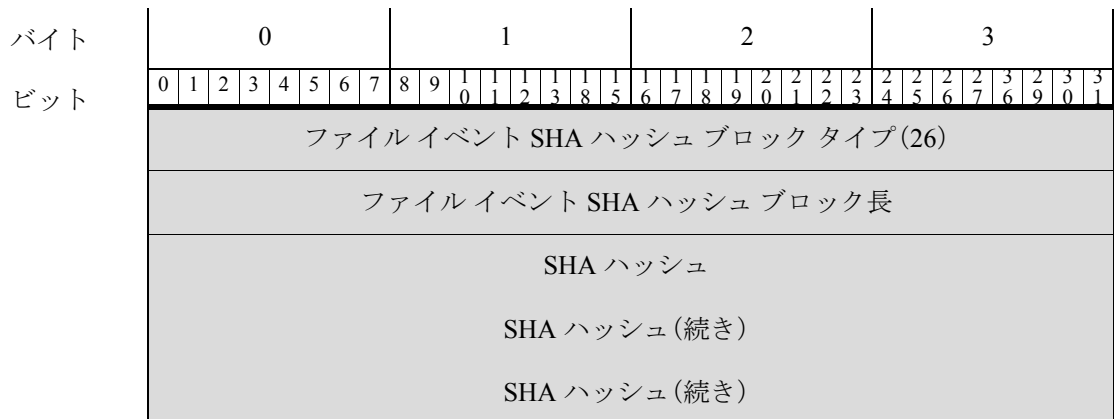 バイト 0 1 2 3
ビット 0 1 2 3 4 5 6 7 8 9 10 11 12 13 18 15 16 17 18 19 20 21 22 23 24 25 26 27 36 29 30 31
ファイル イベント SHA ハッシュ ブロック タイプ(26)
ファイル イベント SHA ハッシュ ブロック長
SHA ハッシュ
SHA ハッシュ(続き)
SHA ハッシュ(続き)